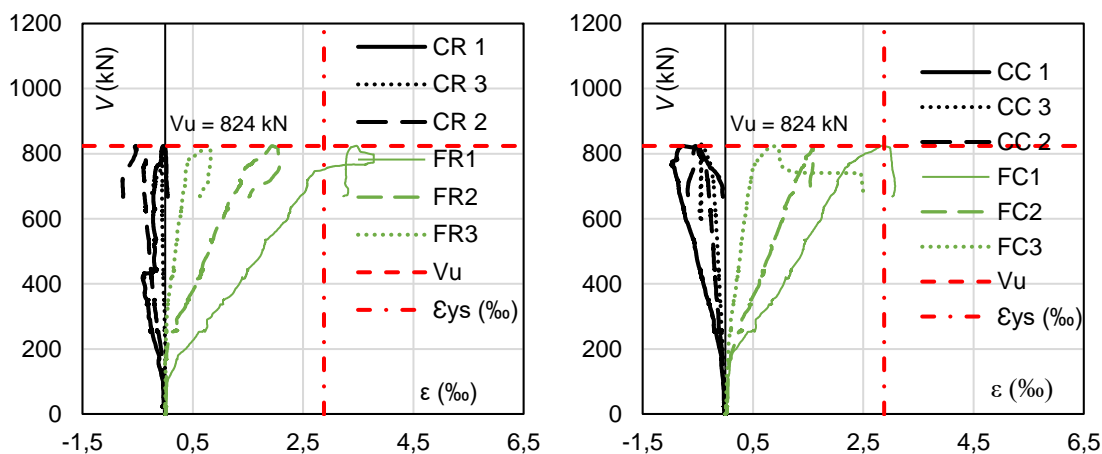 1200
1000
800
600
400
200
0
V (kN)
Vu = 824 kN
CR 1
CR 3
CR 2
FR1
FR2
FR3
Vu
Ɛys (‰)
ε (‰)
-1,5
0,5
2,5
4,5
6,5
1200
1000
800
600
400
200
0
V (kN)
Vu = 824 kN
CC 1
CC 3
CC 2
FC1
FC2
FC3
Vu
Ɛys (‰)
ε (‰)
-1,5
0,5
2,5
4,5
6,5